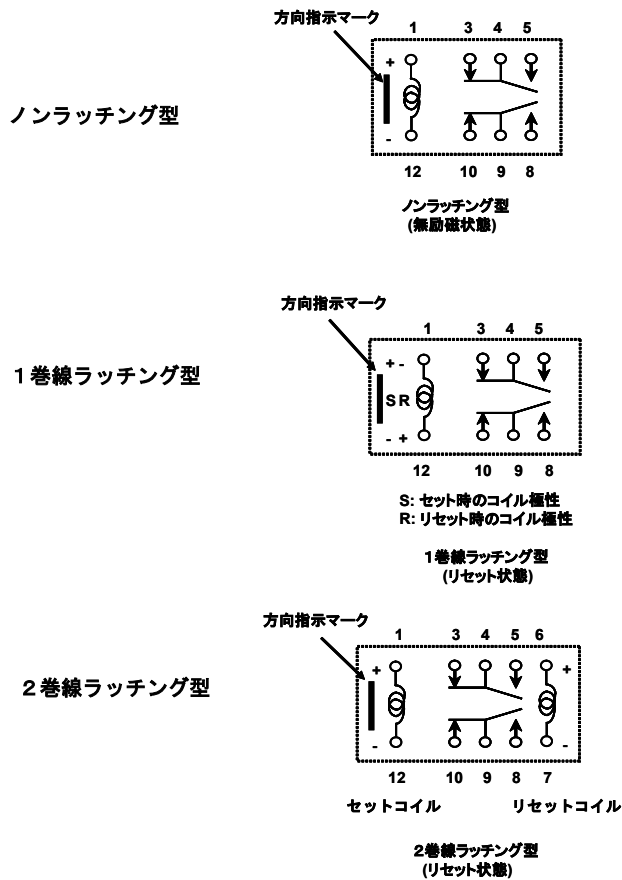 方向指示マーク
1 3 4 5
+
ノンラッチング型
-
12 10 9 8
ノンラッチング型
(無励磁状態)
方向指示マーク
1 3 4 5
+ -
1巻線ラッチング型
S R
- +
12 10 9 8
S: セット時のコイル極性
R: リセット時のコイル極性
1巻線ラッチング型
(リセット状態)
方向指示マーク
1 3 4 5 6
+ +
2巻線ラッチング型
- -
12 10 9 8 7
セットコイル リセットコイル
2巻線ラッチング型
(リセット状態)